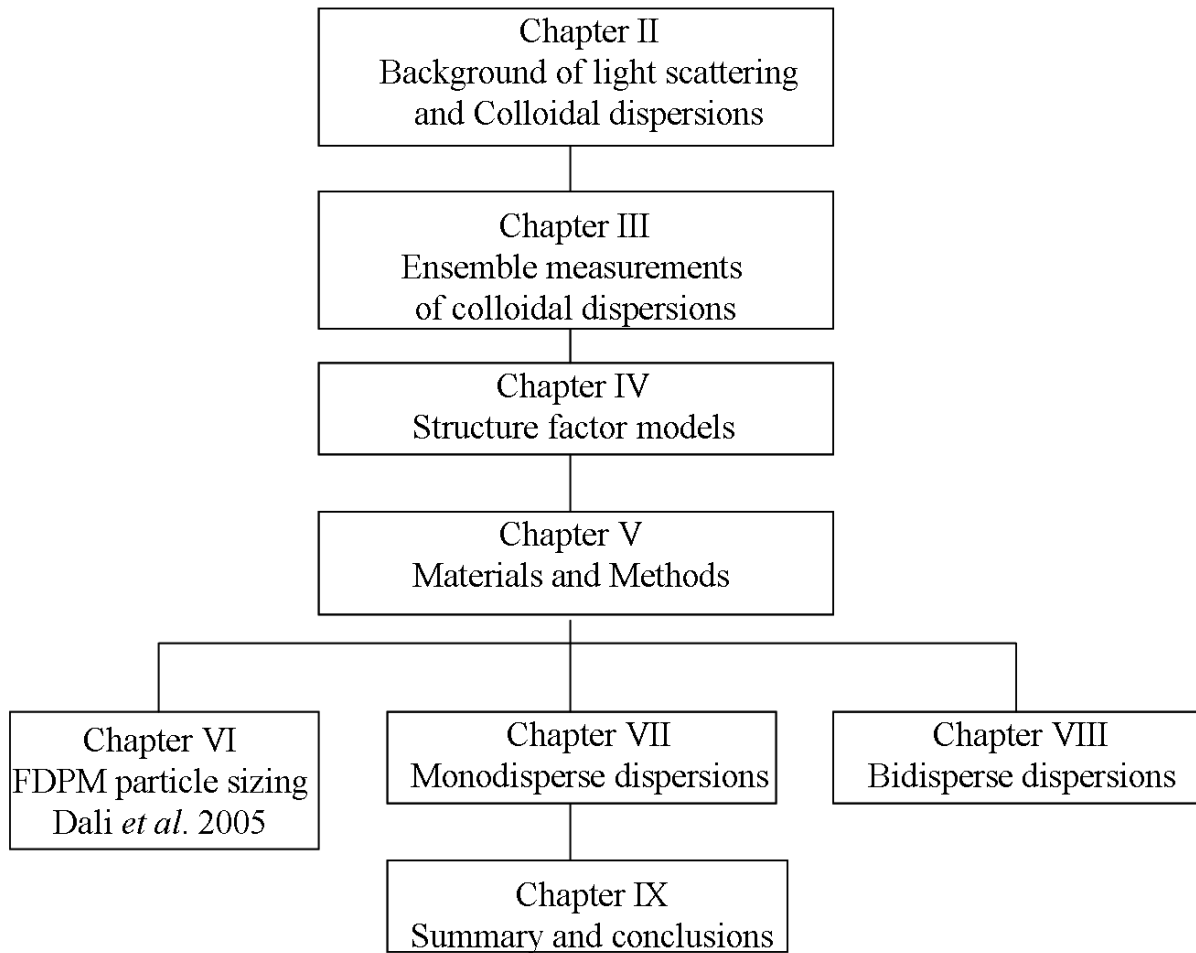 Chapter II
Background of light scattering
and Colloidal dispersions
Chapter III
Ensemble measurements
of colloidal dispersions
Chapter IV
Structure factor models
Chapter V
Materials and Methods
Chapter VI
FDPM particle sizing
Dali et al. 2005
Chapter VII
Monodisperse dispersions
Chapter VIII
Bidisperse dispersions
Chapter IX
Summary and conclusions